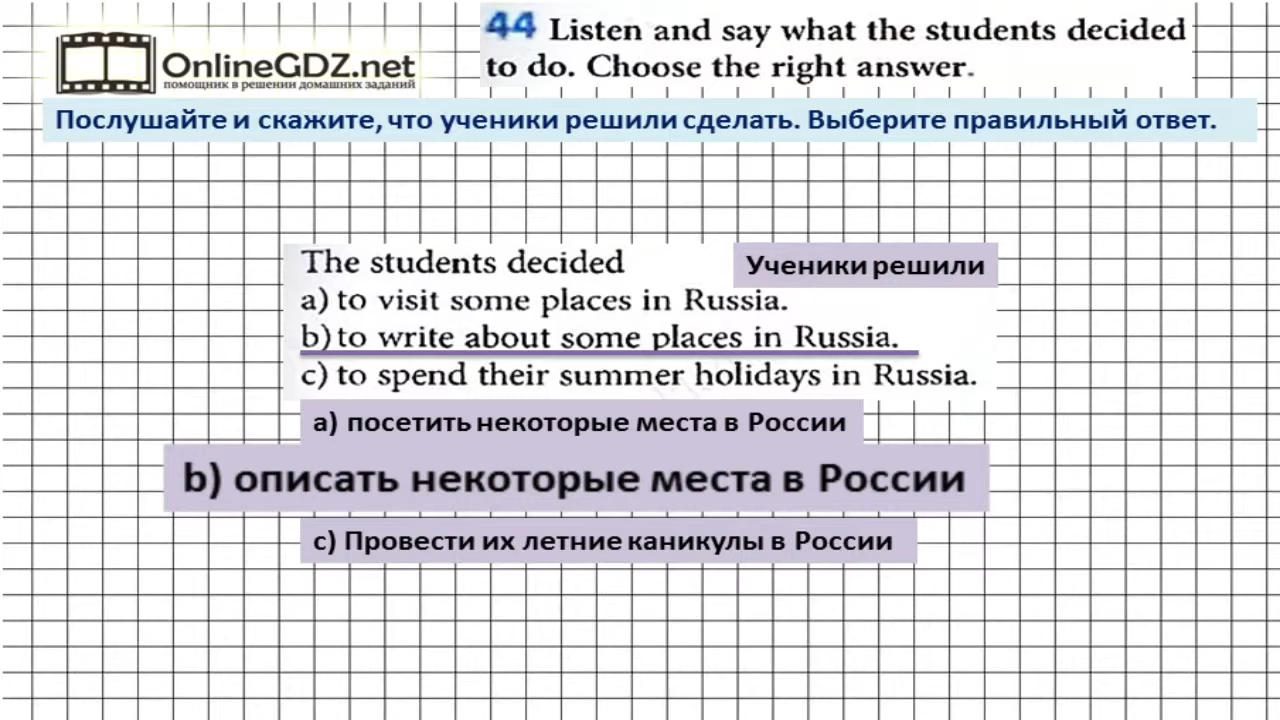 44 Listen and say what the students decided
to do. Choose the right answer.
OnlineGDZ.net
помощник в решении домашних заданий
Послушайте и скажите, что ученики решили сделать. Выберите правильный ответ.
The students decided
Ученики решили
a) to visit some places in Russia.
b) to write about some places in Russia.
c) to spend their summer holidays in Russia.
a) посетить некоторые места в России
b) описать некоторые места в России
c) Провести их летние каникулы в России